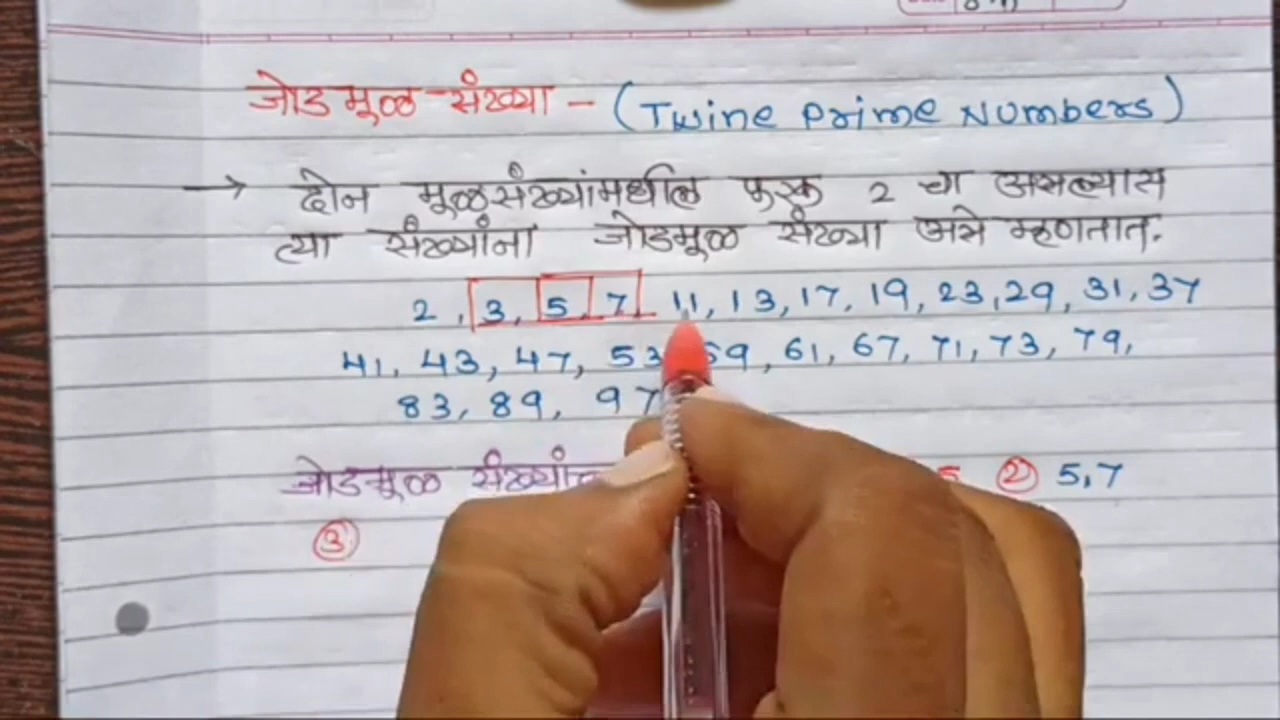 जोडमूळ संख्या - (Twine Prime Numbers)
→ दोन मूळसंख्यांमधील फरक 2 चा असल्यास
त्या संख्यांना जोडमूळ संख्या असे म्हणतात.
2, 3, 5, 7 11, 13, 17, 19, 23, 29, 31, 37
41, 43, 47, 53 59, 61, 67, 71, 73, 79,
83, 89, 97
जोडमूळ 5 ② 5,7
③